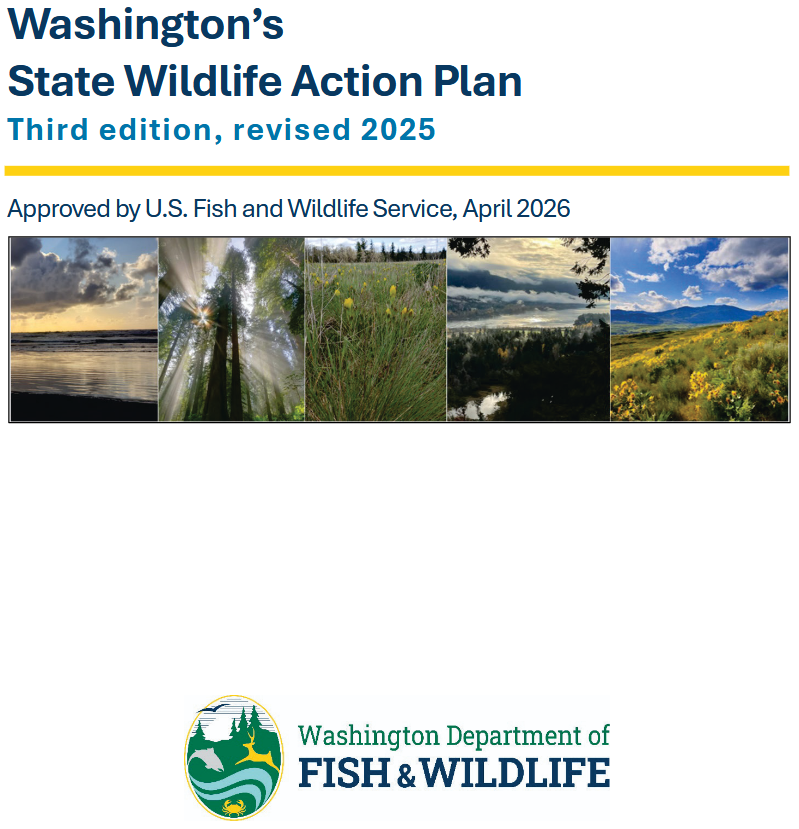 Washington’s
State Wildlife Action Plan
Third edition, revised 2025
Approved by U.S. Fish and Wildlife Service, April 2026
Washington Department of
FISH & WILDLIFE